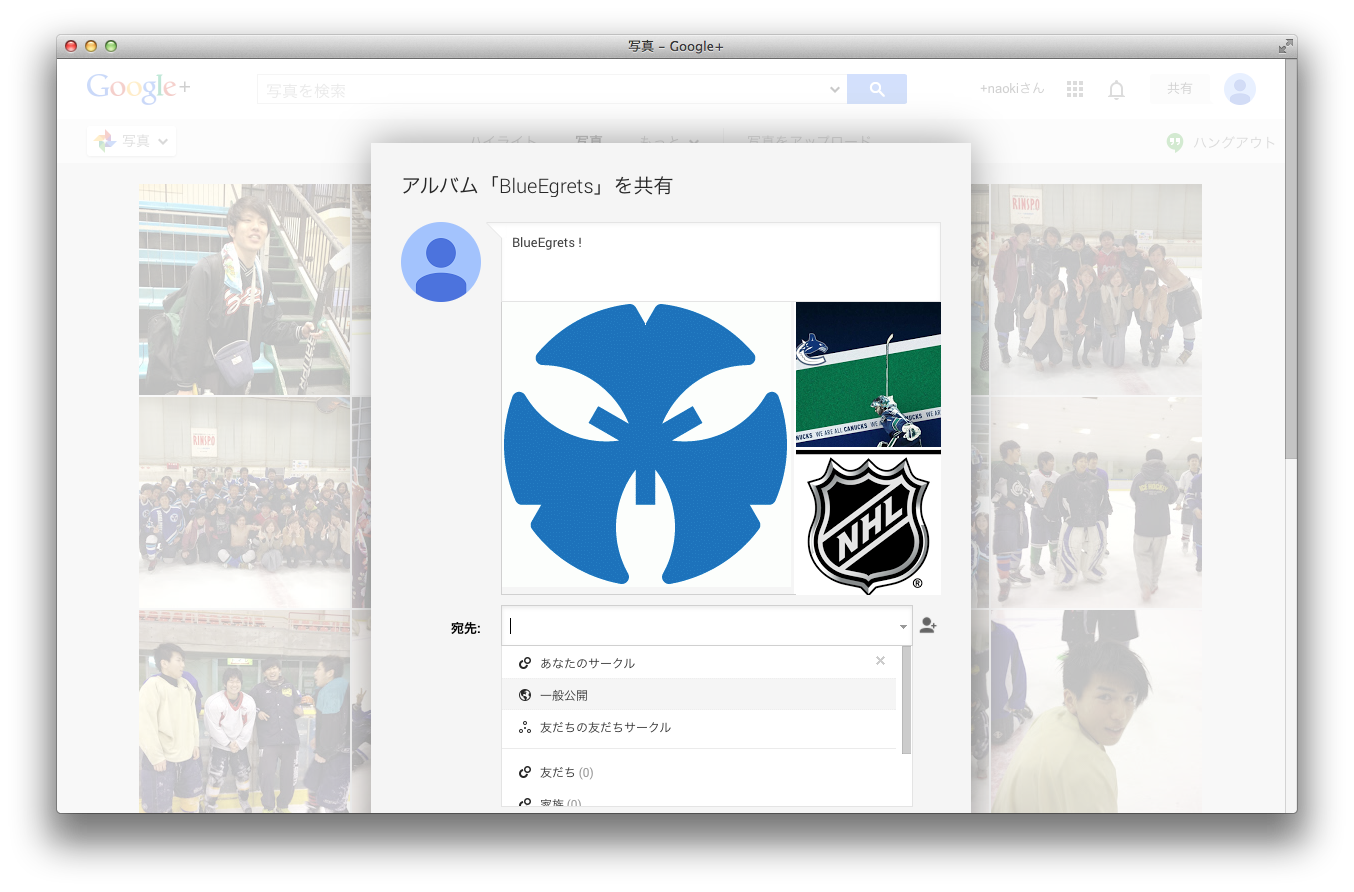 写真 – Google+
Google+
写真を検索
+naokiさん
共有
写真
ハイライト 写真 もっと 写真をアップロード
ハングアウト
アルバム「BlueEgrets」を共有
BlueEgrets !
RINSPO
RINSPO
WE ARE ALL CANUCKS
NHL
®
宛先:
あなたのサークル
一般公開
友だちの友だちサークル
友だち (0)
家族 (0)